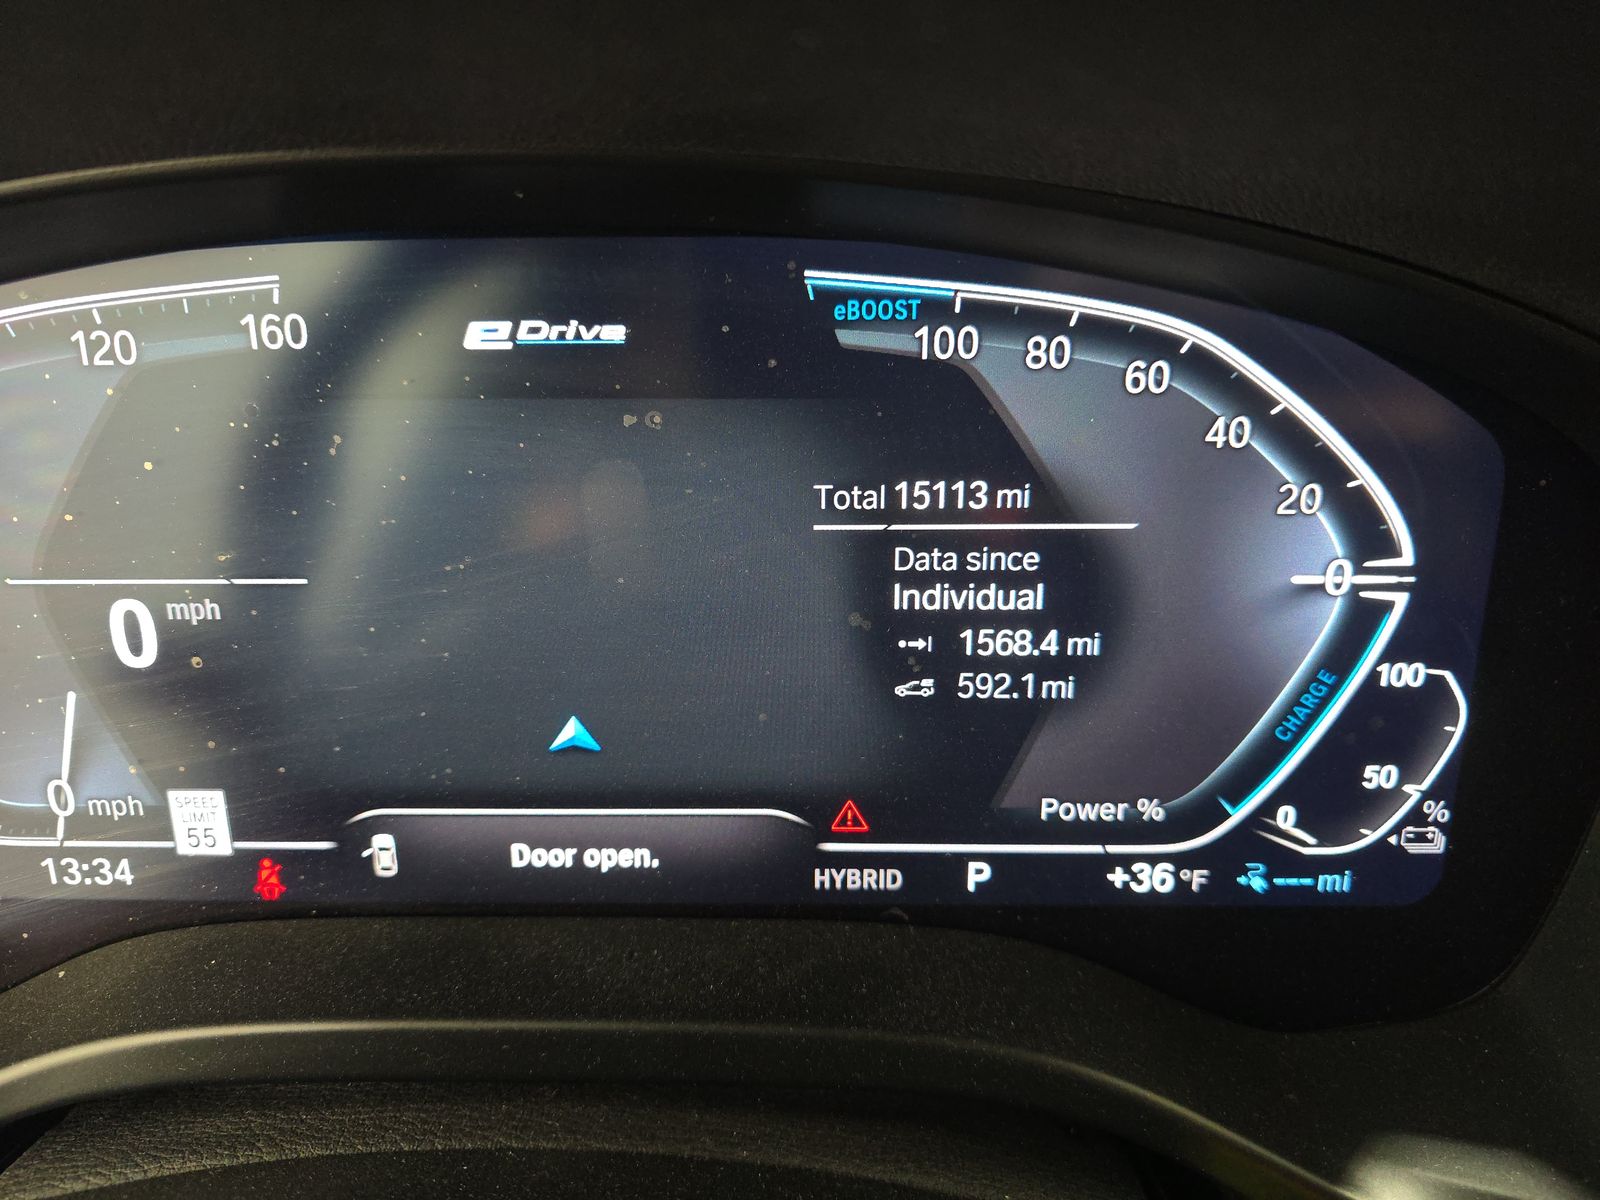 120
160
eDrive
eBOOST
100
80
60
40
20
0
Total 15113 mi
Data since
Individual
1568.4 mi
592.1 mi
0 mph
CHARGE
100
50
0
%
Power %
0 mph
SPEED
LIMIT
55
13:34
Door open.
HYBRID
P
+36 °F
--- mi